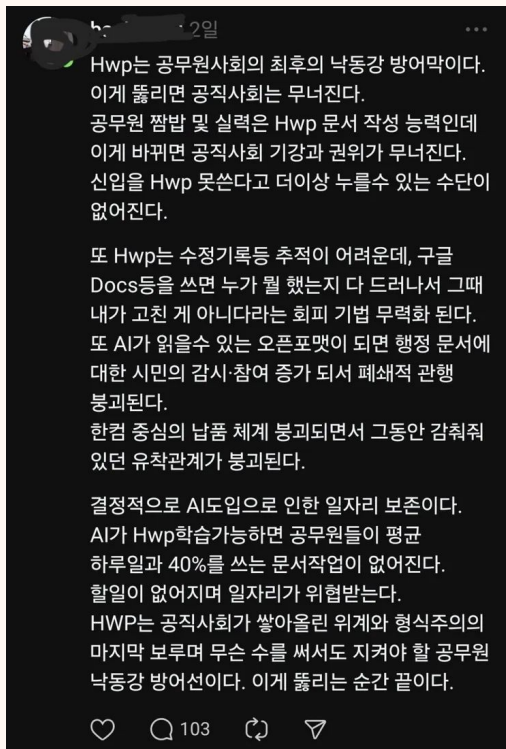 2일
Hwp는 공무원사회의 최후의 낙동강 방어막이다.
이게 뚫리면 공직사회는 무너진다.
공무원 짬밥 및 실력은 Hwp 문서 작성 능력인데
이게 바뀌면 공직사회 기강과 권위가 무너진다.
신입을 Hwp 못쓴다고 더이상 누를수 있는 수단이
없어진다.
또 Hwp는 수정기록등 추적이 어려운데, 구글
Docs등을 쓰면 누가 뭘 했는지 다 드러나서 그때
내가 고친 게 아니다라는 회피 기법 무력화 된다.
또 AI가 읽을수 있는 오픈포맷이 되면 행정 문서에
대한 시민의 감시·참여 증가 되서 폐쇄적 관행
붕괴된다.
한컴 중심의 납품 체계 붕괴되면서 그동안 감춰줘
있던 유착관계가 붕괴된다.
결정적으로 AI도입으로 인한 일자리 보존이다.
AI가 Hwp학습가능하면 공무원들이 평균
하루일과 40%를 쓰는 문서작업이 없어진다.
할일이 없어지며 일자리가 위협받는다.
HWP는 공직사회가 쌓아올린 위계와 형식주의의
마지막 보루며 무슨 수를 써서도 지켜야 할 공무원
낙동강 방어선이다. 이게 뚫리는 순간 끝이다.
103